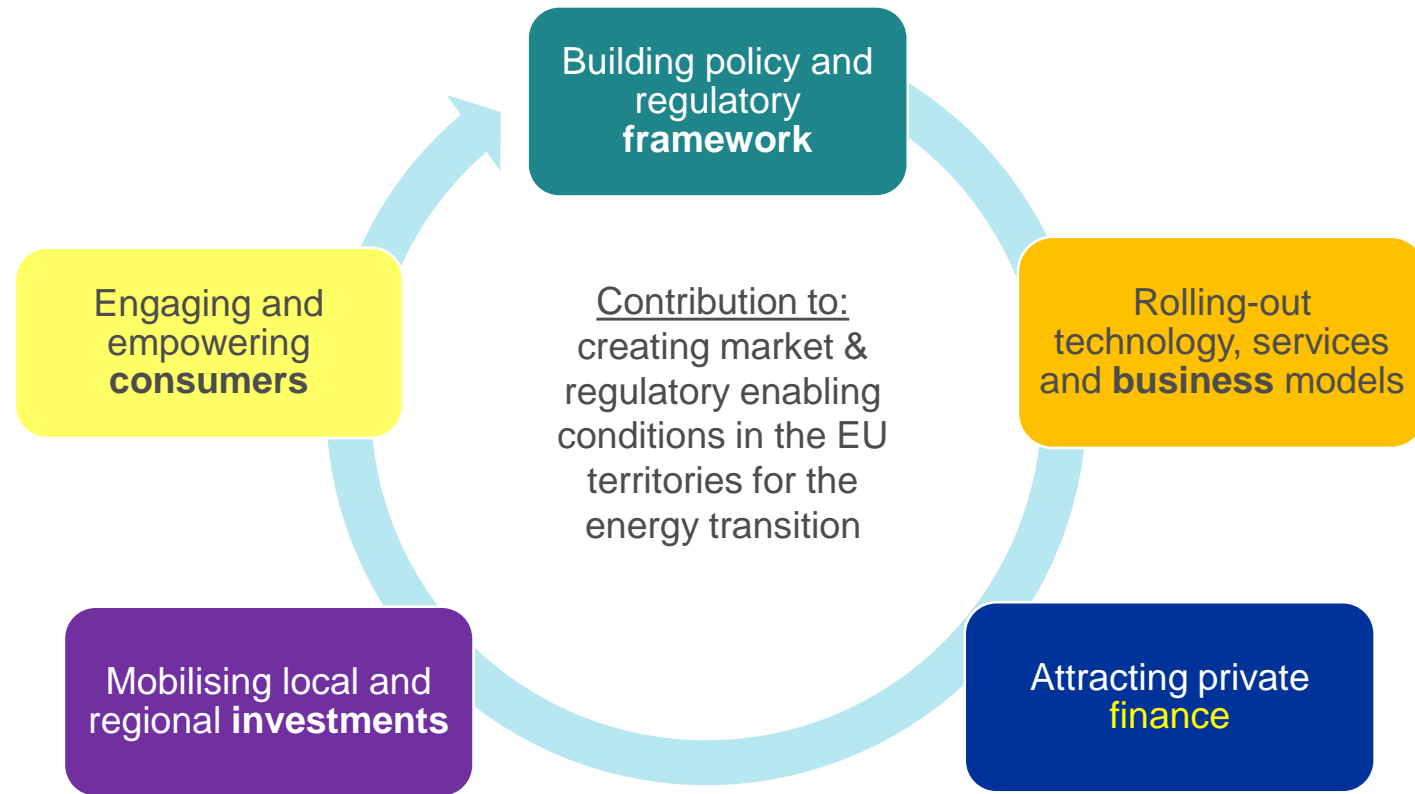 Building policy and
regulatory
framework
Rolling-out
technology, services
and business models
Attracting private
finance
Mobilising local and
regional investments
Engaging and
empowering
consumers
Contribution to:
creating market &
regulatory enabling
conditions in the EU
territories for the
energy transition